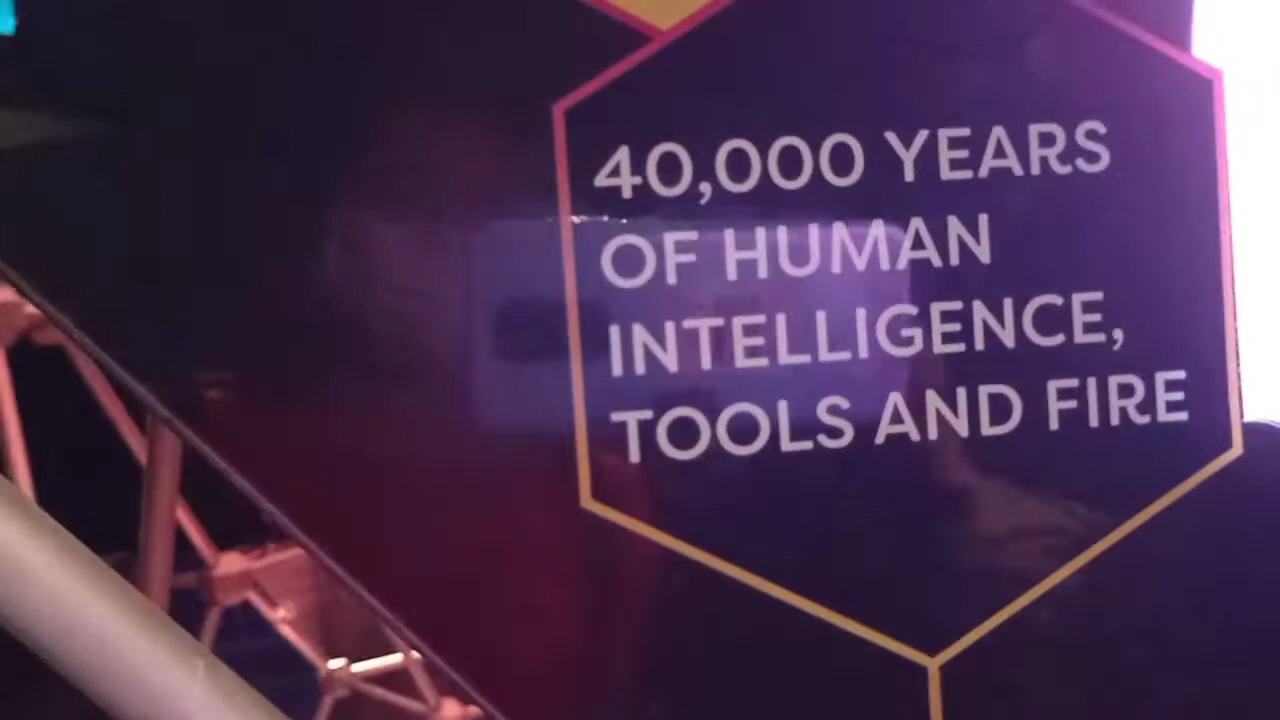 40,000 YEARS
OF HUMAN
INTELLIGENCE,
TOOLS AND FIRE